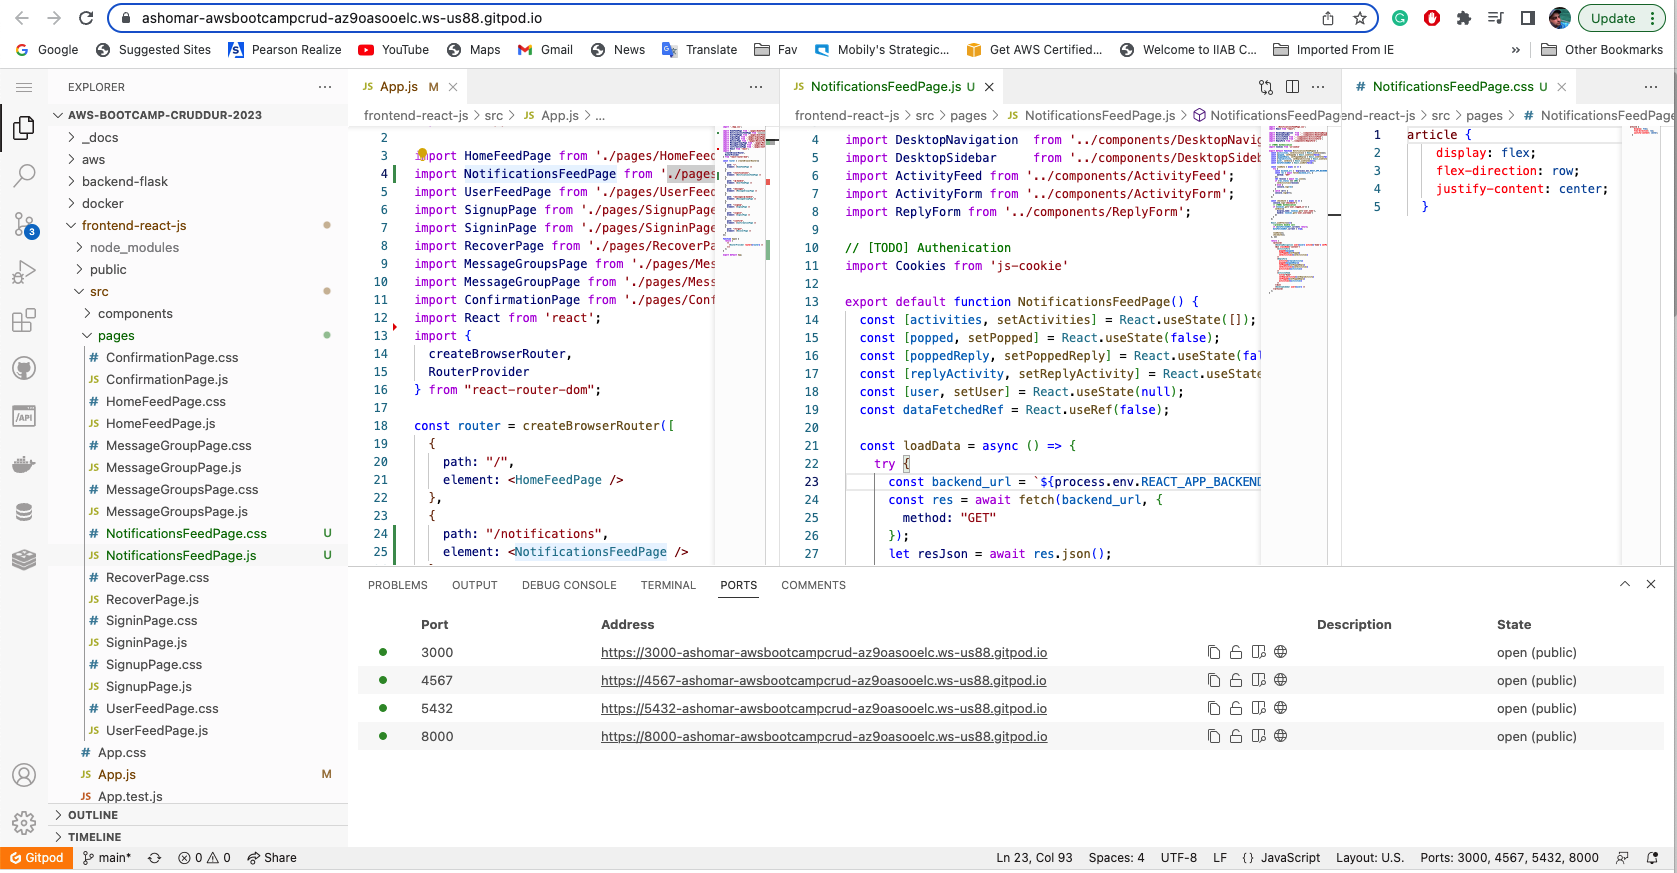 ashomar-awsbootcampcrud-az9oasooelc.ws-us88.gitpod.io
Update
Google
Suggested Sites
Pearson Realize
YouTube
Maps
Gmail
News
Translate
Fav
Mobily's Strategic...
Get AWS Certified...
Welcome to IIAB C...
Imported From IE
»
Other Bookmarks
EXPLORER
AWS-BOOTCAMP-CRUDDUR-2023
_docs
aws
backend-flask
docker
frontend-react-js
node_modules
public
src
components
pages
# ConfirmationPage.css
JS ConfirmationPage.js
# HomeFeedPage.css
JS HomeFeedPage.js
# MessageGroupPage.css
JS MessageGroupPage.js
# MessageGroupsPage.css
JS MessageGroupsPage.js
# NotificationsFeedPage.css U
JS NotificationsFeedPage.js U
# RecoverPage.css
JS RecoverPage.js
# SigninPage.css
JS SigninPage.js
# SignupPage.css
JS SignupPage.js
# UserFeedPage.css
JS UserFeedPage.js
# App.css
JS App.js M
JS App.test.js
OUTLINE
TIMELINE
3
/API
JS App.js M
frontend-react-js > src > JS App.js > ...
2
3 import HomeFeedPage from './pages/HomeFeed
4 import NotificationsFeedPage from './pages
5 import UserFeedPage from './pages/UserFeed
6 import SignupPage from './pages/SignupPage
7 import SigninPage from './pages/SigninPage
8 import RecoverPage from './pages/RecoverPa
9 import MessageGroupsPage from './pages/Mes
10 import MessageGroupPage from './pages/Mess
11 import ConfirmationPage from './pages/Conf
12 import React from 'react';
13 import {
14 createBrowserRouter,
15 RouterProvider
16 } from "react-router-dom";
17
18 const router = createBrowserRouter([
19 {
20 path: "/",
21 element: <HomeFeedPage />
22 },
23 {
24 path: "/notifications",
25 element: <NotificationsFeedPage />
JS NotificationsFeedPage.js U
frontend-react-js > src > pages > JS NotificationsFeedPage.js > NotificationsFeedPage
4 import DesktopNavigation from '../components/DesktopNavig
5 import DesktopSidebar from '../components/DesktopSideb
6 import ActivityFeed from '../components/ActivityFeed';
7 import ActivityForm from '../components/ActivityForm';
8 import ReplyForm from '../components/ReplyForm';
9
10 // [TODO] Authenication
11 import Cookies from 'js-cookie'
12
13 export default function NotificationsFeedPage() {
14 const [activities, setActivities] = React.useState([]);
15 const [popped, setPopped] = React.useState(false);
16 const [poppedReply, setPoppedReply] = React.useState(fal
17 const [replyActivity, setReplyActivity] = React.useState
18 const [user, setUser] = React.useState(null);
19 const dataFetchedRef = React.useRef(false);
20
21 const loadData = async () => {
22 try {
23 const backend_url = `${process.env.REACT_APP_BACKEND
24 const res = await fetch(backend_url, {
25 method: "GET"
26 });
27 let resJson = await res.json();
# NotificationsFeedPage.css U
end-react-js > src > pages > # NotificationsFeedPage
1 article {
2 display: flex;
3 flex-direction: row;
4 justify-content: center;
5 }
PROBLEMS OUTPUT DEBUG CONSOLE TERMINAL PORTS COMMENTS
Port Address Description State
3000 https://3000-ashomar-awsbootcampcrud-az9oasooelc.ws-us88.gitpod.io open (public)
4567 https://4567-ashomar-awsbootcampcrud-az9oasooelc.ws-us88.gitpod.io open (public)
5432 https://5432-ashomar-awsbootcampcrud-az9oasooelc.ws-us88.gitpod.io open (public)
8000 https://8000-ashomar-awsbootcampcrud-az9oasooelc.ws-us88.gitpod.io open (public)
Gitpod main* 0 0 Share Ln 23, Col 93 Spaces: 4 UTF-8 LF {} JavaScript Layout: U.S. Ports: 3000, 4567, 5432, 8000